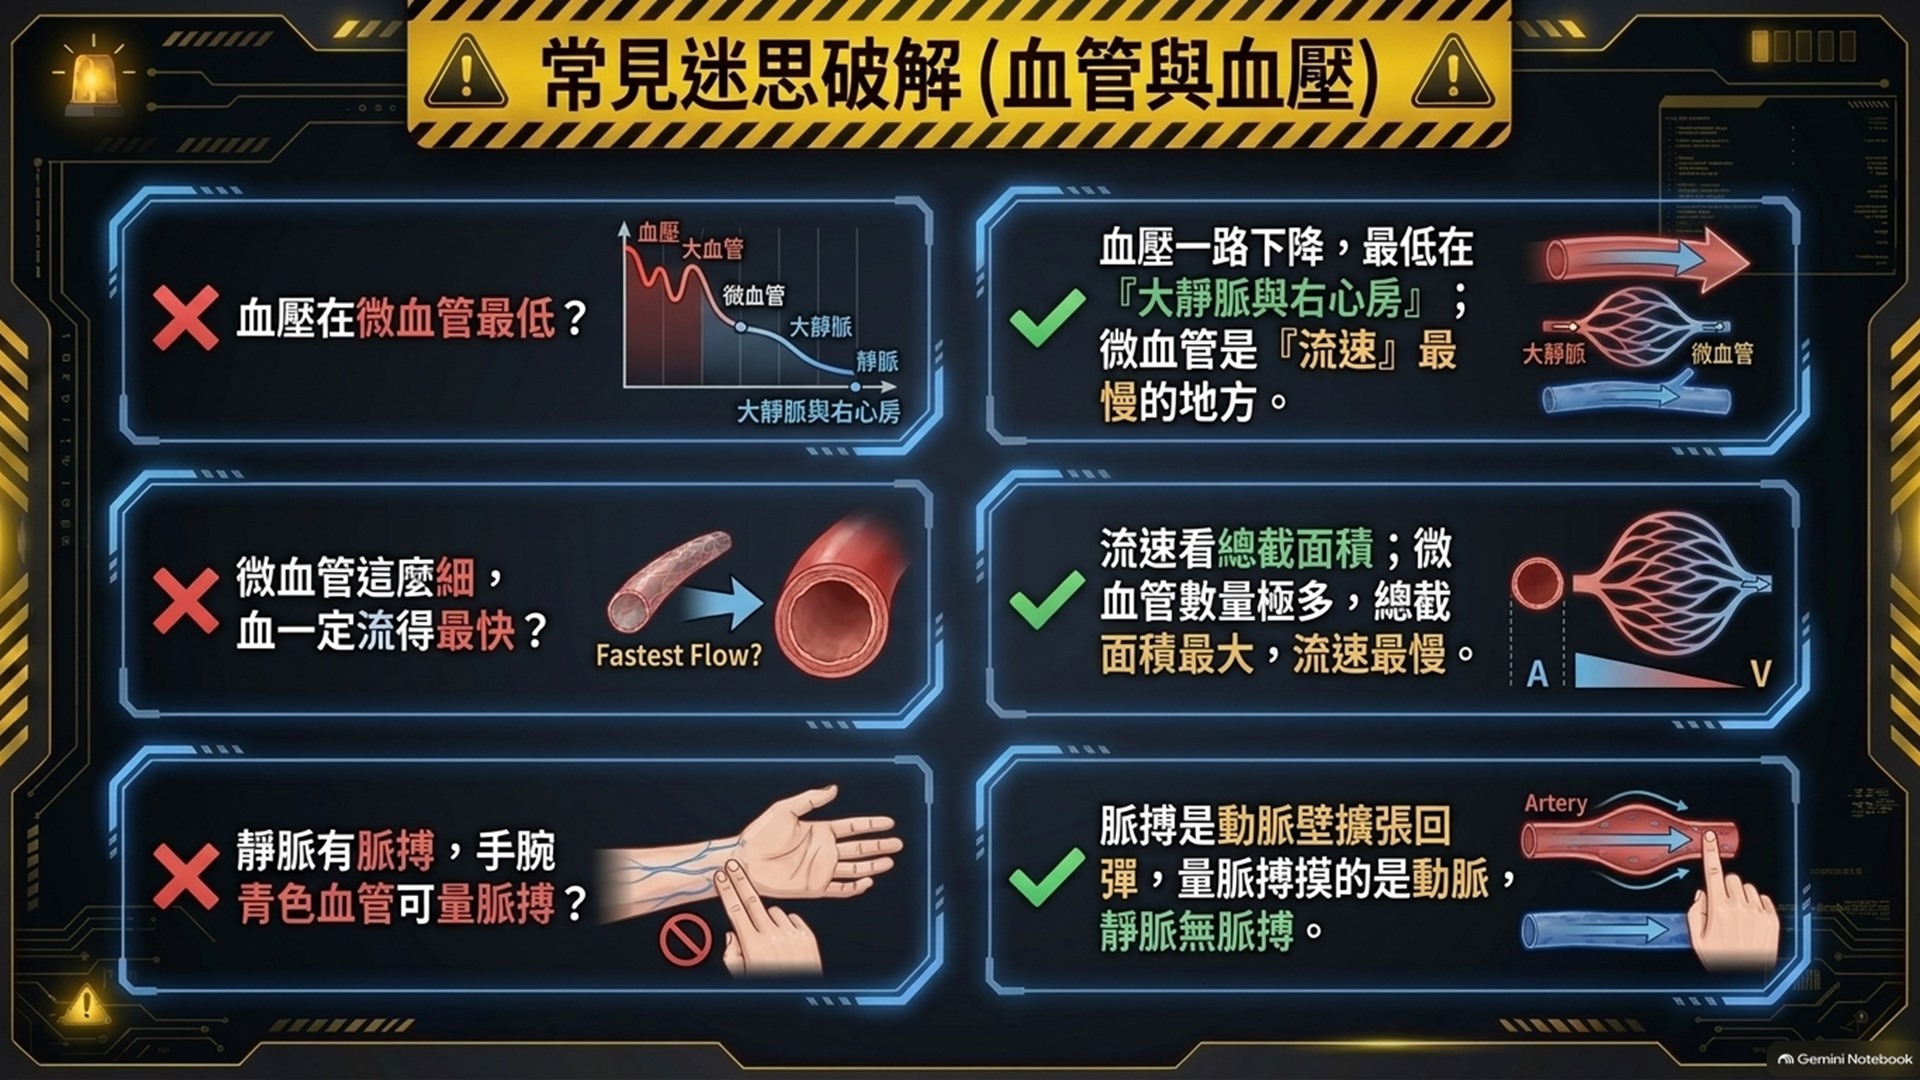 常見迷思破解 (血管與血壓)
血壓在微血管最低？
血壓
大血管
微血管
大靜脈
靜脈
大靜脈與右心房
血壓一路下降，最低在
『大靜脈與右心房』；
微血管是『流速』最
慢的地方。
大靜脈
微血管
微血管這麼細，
血一定流得最快？
Fastest Flow?
流速看總截面積；微
血管數量極多，總截
面積最大，流速最慢。
A
V
靜脈有脈搏，手腕
青色血管可量脈搏？
脈搏是動脈壁擴張回
彈，量脈搏摸的是動脈，
靜脈無脈搏。
Artery
Gemini Notebook